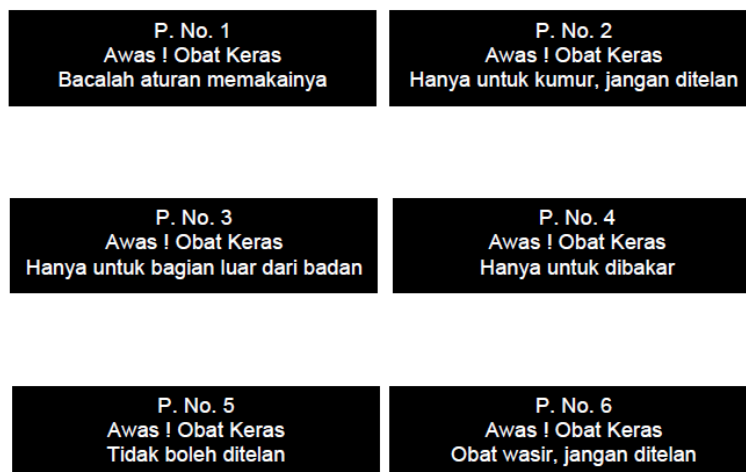 P. No. 1
Awas ! Obat Keras
Bacalah aturan memakainya
P. No. 2
Awas ! Obat Keras
Hanya untuk kumur, jangan ditelan
P. No. 3
Awas ! Obat Keras
Hanya untuk bagian luar dari badan
P. No. 4
Awas ! Obat Keras
Hanya untuk dibakar
P. No. 5
Awas ! Obat Keras
Tidak boleh ditelan
P. No. 6
Awas ! Obat Keras
Obat wasir, jangan ditelan